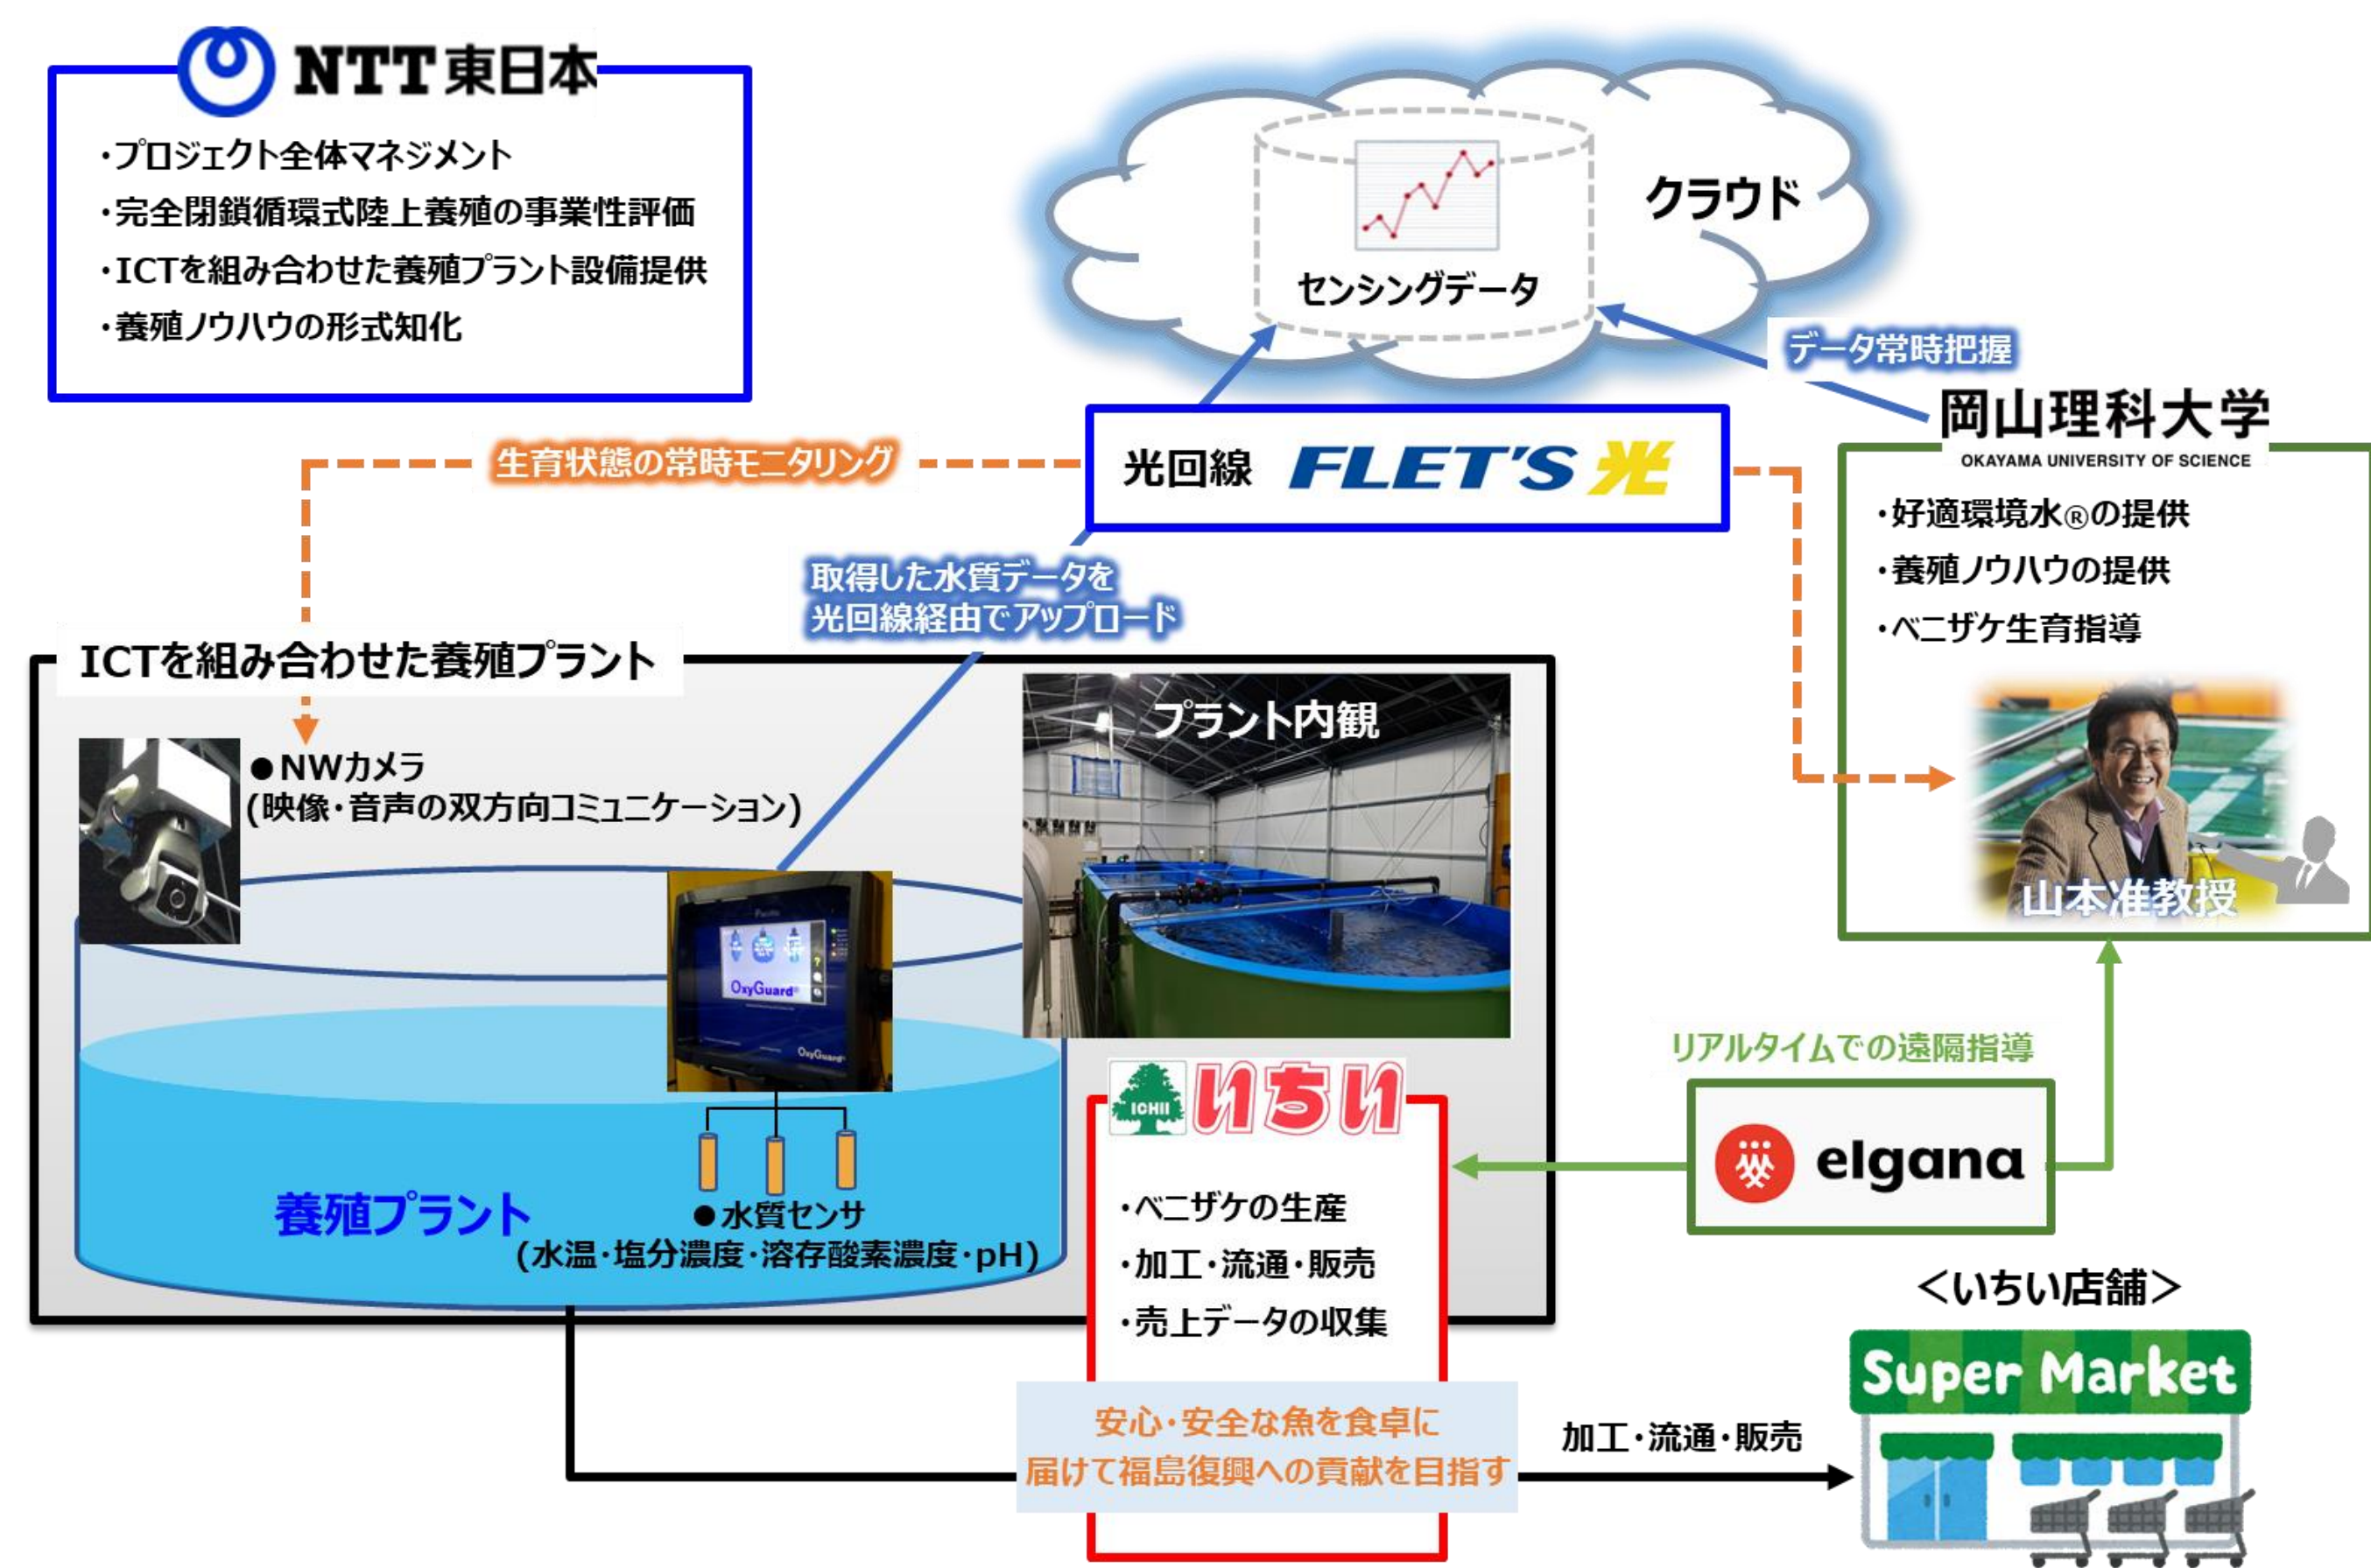 NTT東日本
・プロジェクト全体マネジメント
・完全閉鎖循環式陸上養殖の事業性評価
・ICTを組み合わせた養殖プラント設備提供
・養殖ノウハウの形式知化
クラウド
センシングデータ
データ常時把握
光回線 FLET'S 光
生育状態の常時モニタリング
取得した水質データを
光回線経由でアップロード
岡山理科大学
OKAYAMA UNIVERSITY OF SCIENCE
・好適環境水®の提供
・養殖ノウハウの提供
・ベニザケ生育指導
山本准教授
ICTを組み合わせた養殖プラント
●NWカメラ
(映像・音声の双方向コミュニケーション)
プラント内観
OxyGuard
OxyGuard
養殖プラント
●水質センサ
(水温・塩分濃度・溶存酸素濃度・pH)
ICHII いちい
・ベニザケの生産
・加工・流通・販売
・売上データの収集
安心・安全な魚を食卓に
届けて福島復興への貢献を目指す
リアルタイムでの遠隔指導
elgana
加工・流通・販売
＜いちい店舗＞
Super Market